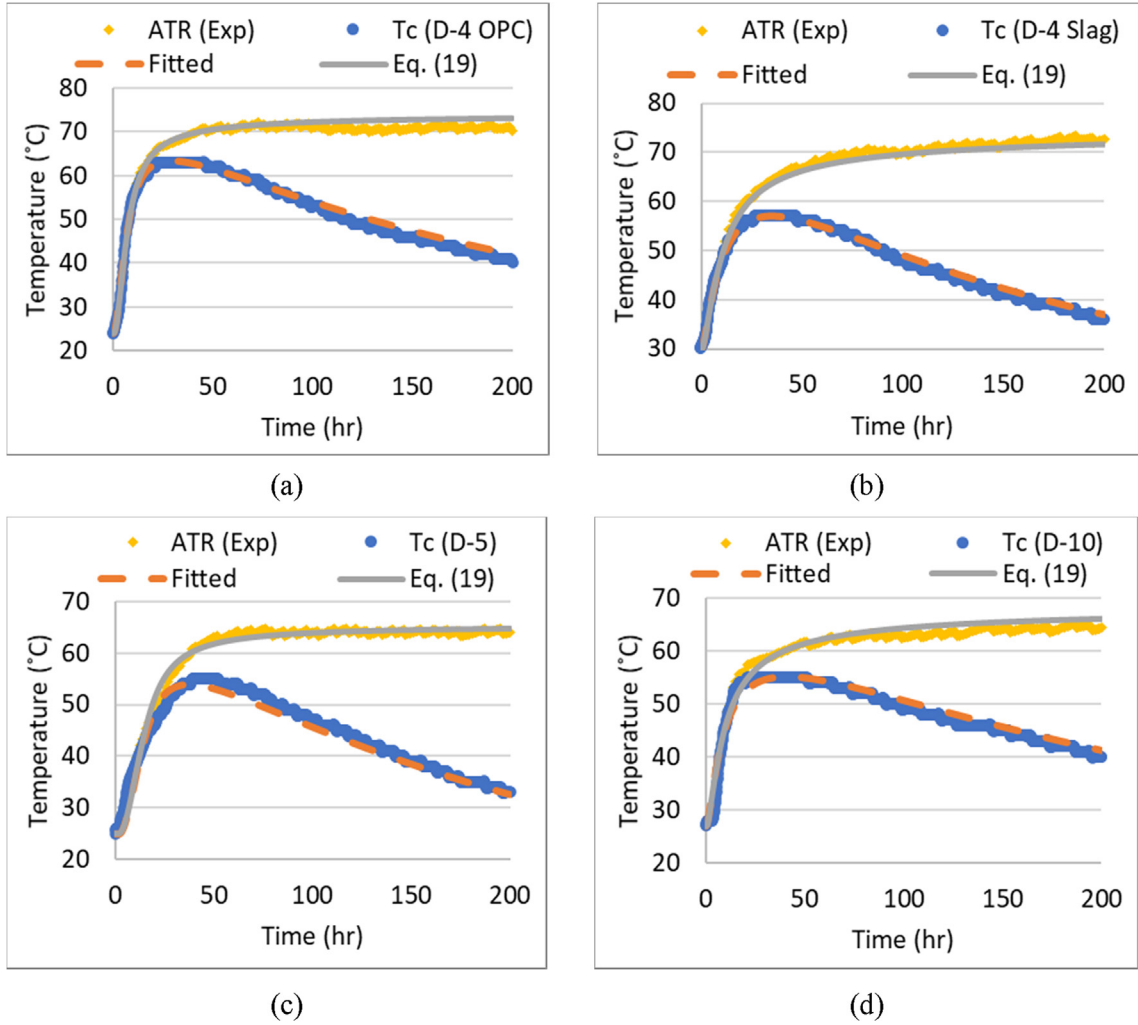 ATR (Exp) Tc (D-4 OPC)
Fitted Eq. (19)
80
70
60
50
40
30
20
0 50 100 150 200
Temperature (˚C)
Time (hr)
(a)
ATR (Exp) Tc (D-4 Slag)
Fitted Eq. (19)
80
70
60
50
40
30
0 50 100 150 200
Temperature (˚C)
Time (hr)
(b)
ATR (Exp) Tc (D-5)
Fitted Eq. (19)
70
60
50
40
30
20
0 50 100 150 200
Temperature (˚C)
Time (hr)
(c)
ATR (Exp) Tc (D-10)
Fitted Eq. (19)
70
60
50
40
30
20
0 50 100 150 200
Temperature (˚C)
Time (hr)
(d)